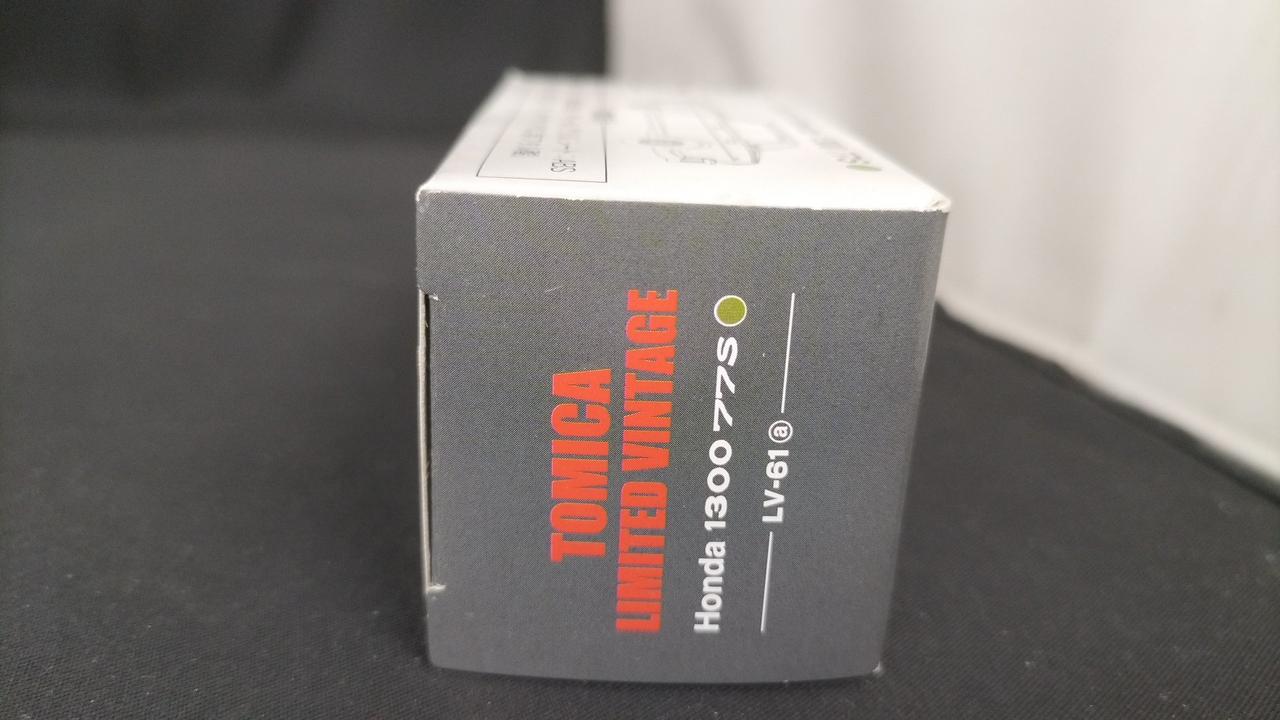 TOMICA
LIMITED VINTAGE
Honda 1300 77S
LV-61ⓐ